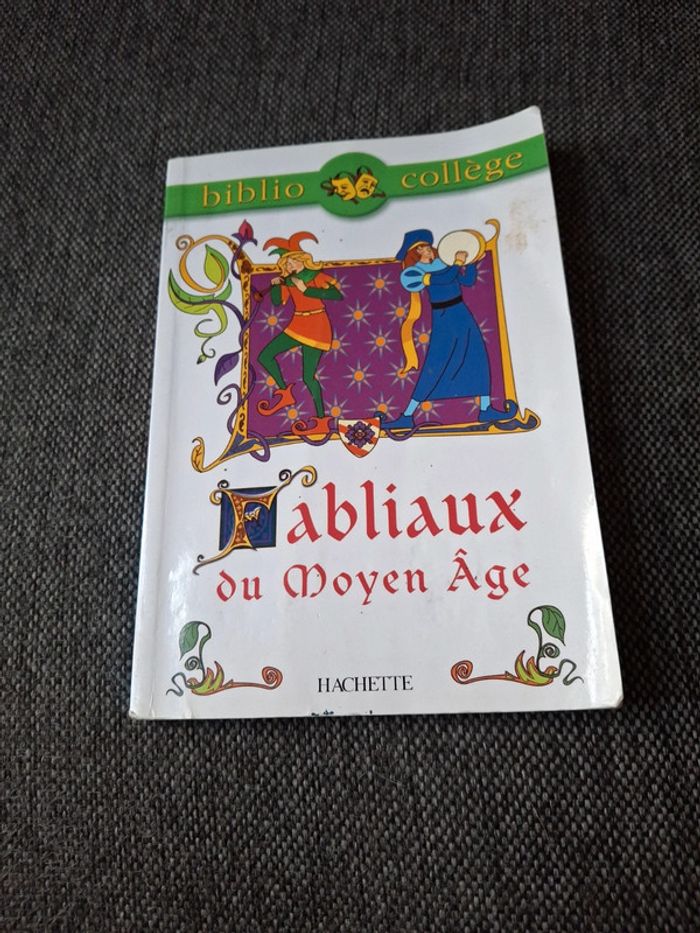 biblio collège
Fabliaux
du Moyen Âge
HACHETTE